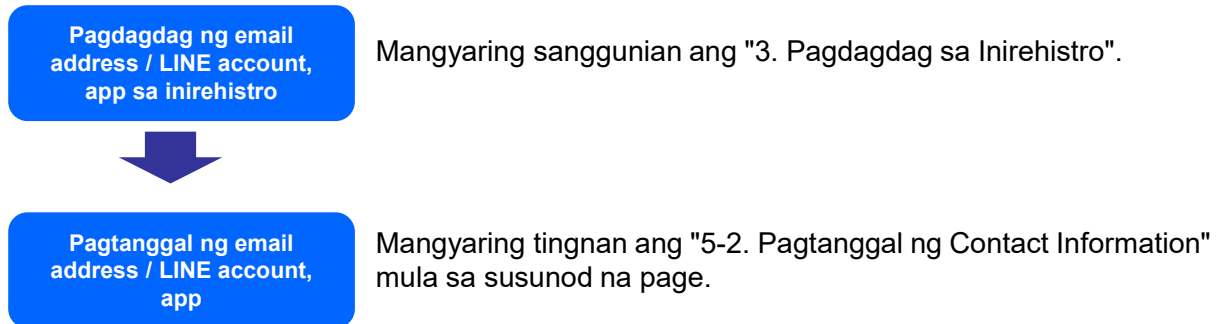 Pagdagdag ng email
address / LINE account,
app sa inirehistro
Mangyaring sanggunian ang "3. Pagdagdag sa Inirehistro".
Pagtanggal ng email
address / LINE account,
app
Mangyaring tingnan ang "5-2. Pagtanggal ng Contact Information"
mula sa susunod na page.